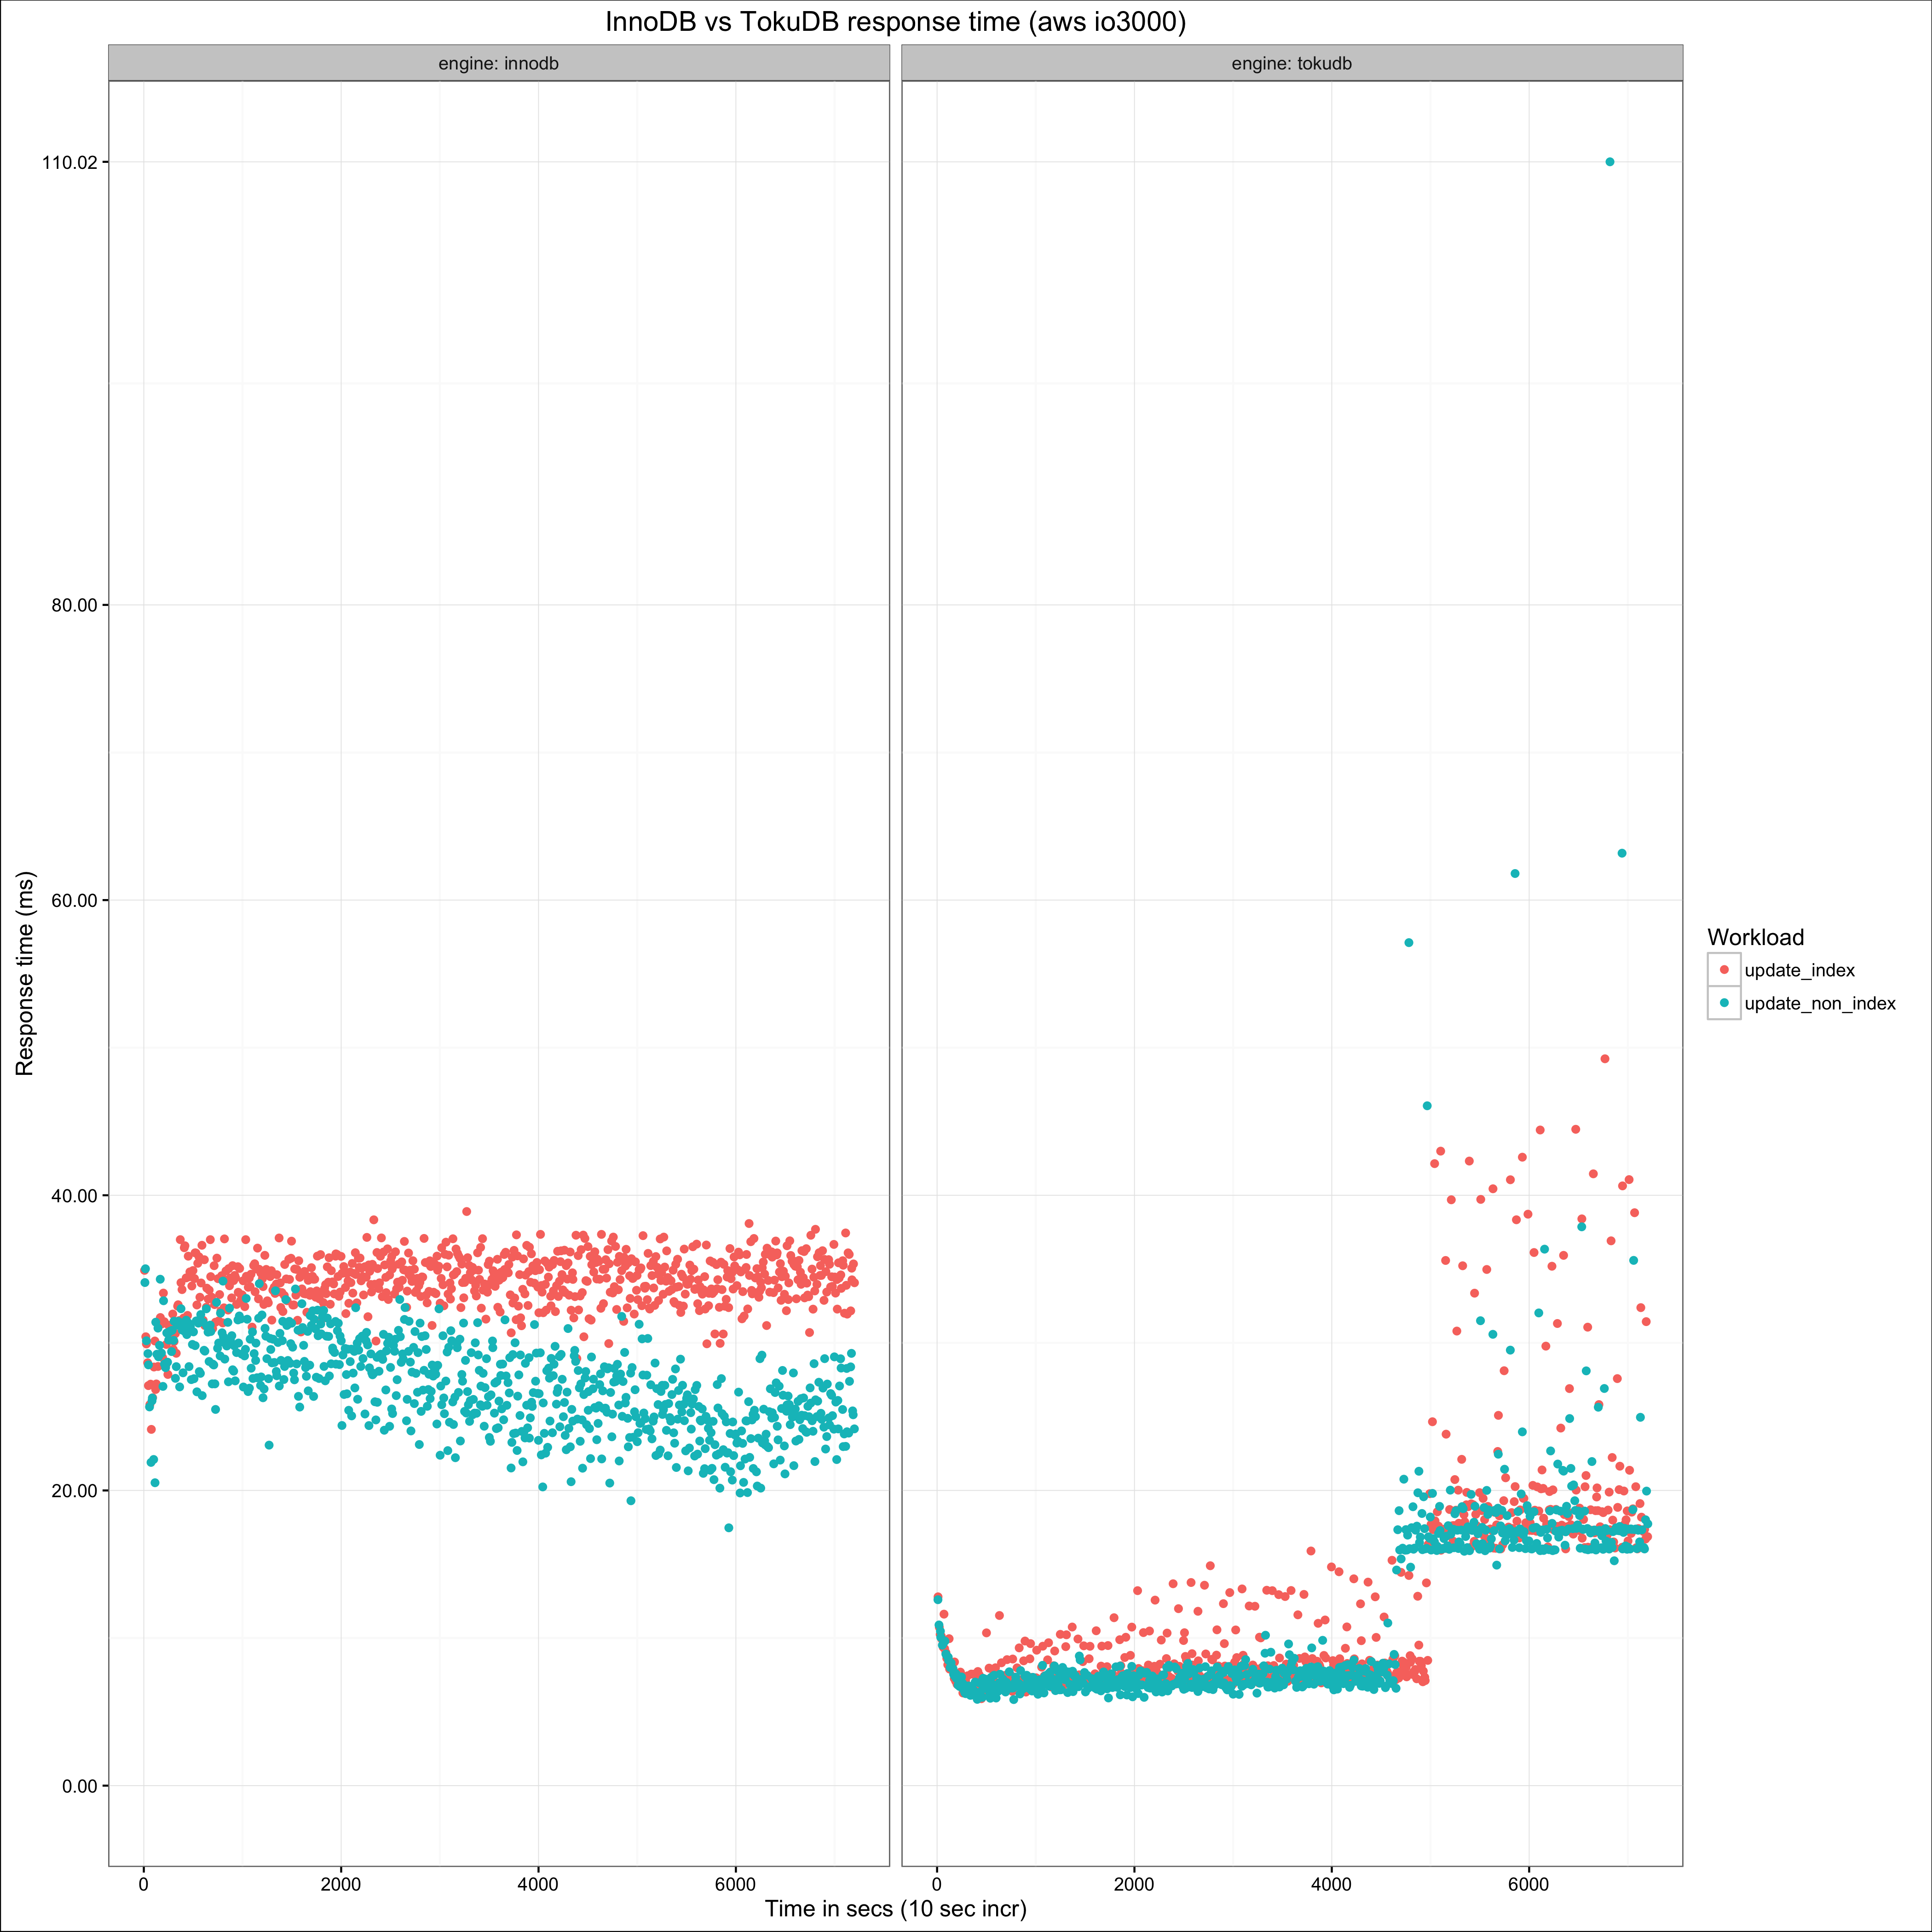 InnoDB vs TokuDB response time (aws io3000)
engine: innodb
engine: tokudb
110.02
80.00
60.00
40.00
20.00
0.00
Response time (ms)
0
2000
4000
6000
0
2000
4000
6000
Time in secs (10 sec incr)
Workload
update_index
update_non_index